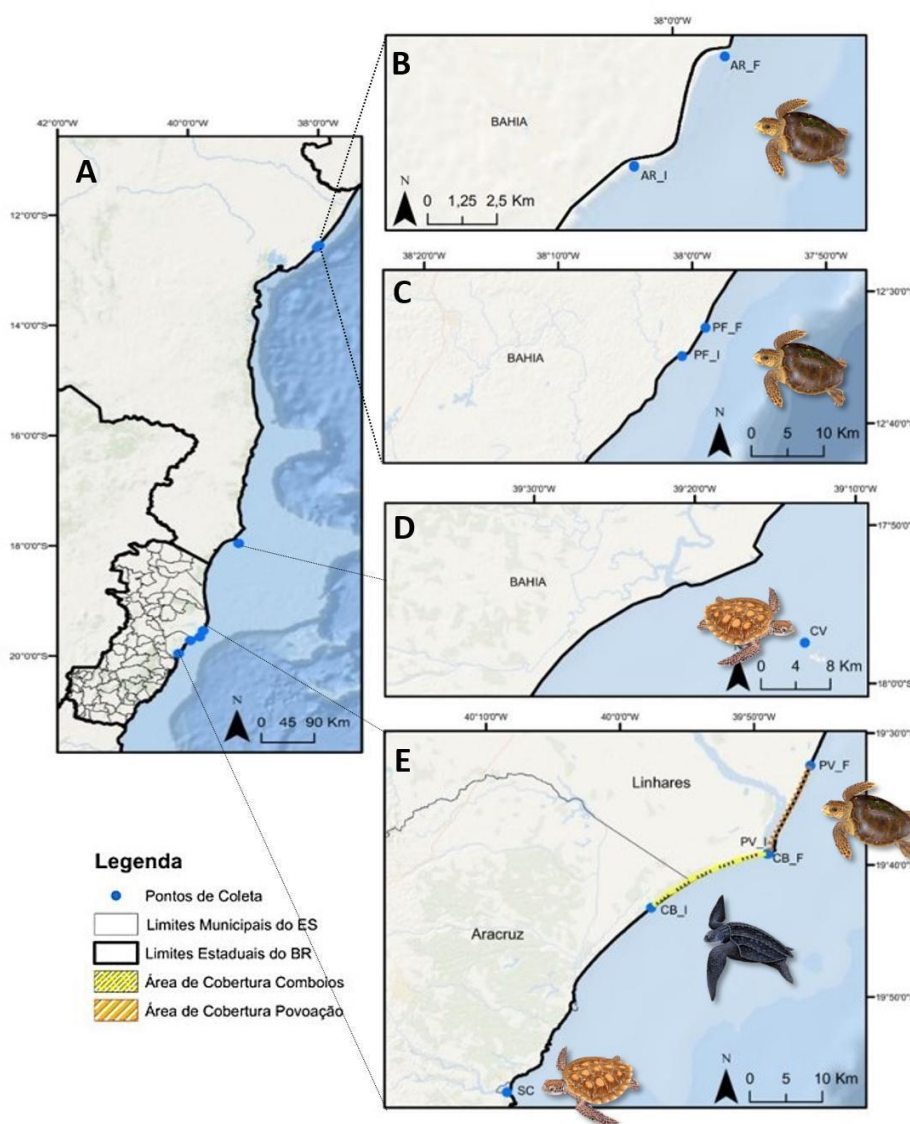 A
42°0'0"W
40°0'0"W
38°0'0"W
12°0'0"S
14°0'0"S
16°0'0"S
18°0'0"S
20°0'0"S
N
0 45 90 Km
Legenda
Pontos de Coleta
Limites Municipais do ES
Limites Estaduais do BR
Área de Cobertura Comboios
Área de Cobertura Povoação
B
38°0'0"W
AR_F
BAHIA
AR_I
N
0 1,25 2,5 Km
C
38°20'0"W
38°10'0"W
38°0'0"W
37°50'0"W
12°30'0"
PF_F
BAHIA
PF_I
N
0 5 10 Km
12°40'0"
D
39°30'0"W
39°20'0"W
39°10'0"W
17°50'0"
BAHIA
CV
0 4 8 Km
18°0'0"S
E
40°10'0"W
40°0'0"W
39°50'0"W
19°30'0"
Linhares
PV_F
PV_I
CB_F
19°40'0"
CB_I
Aracruz
19°50'0"
N
0 5 10 Km
SC